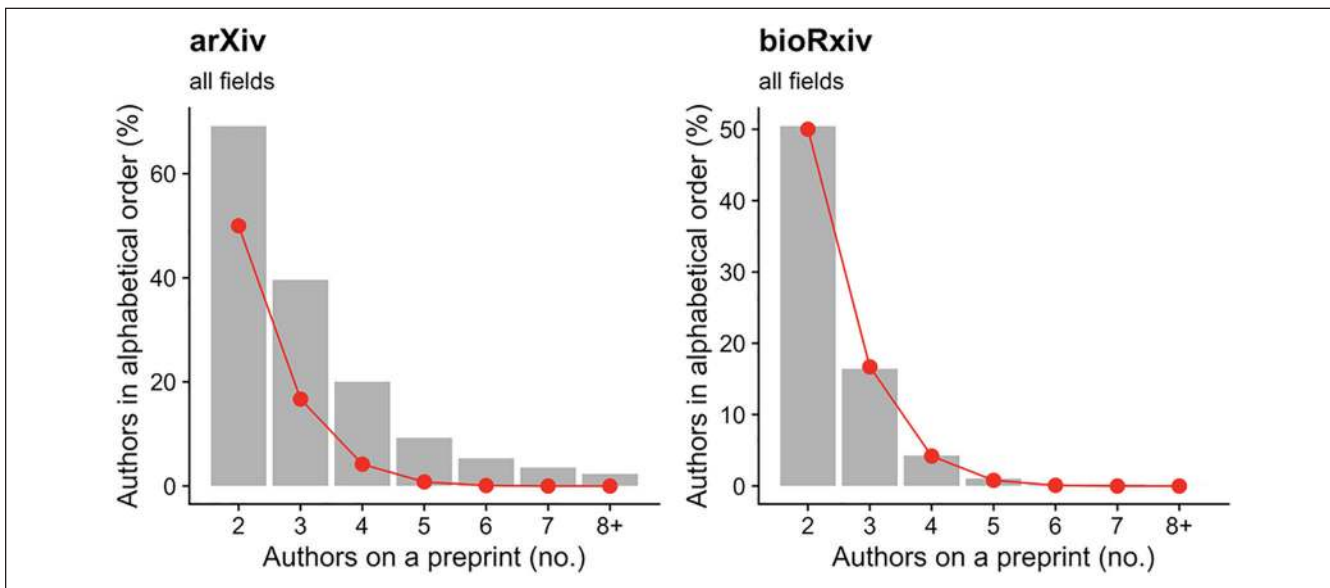 arXiv
all fields
Authors in alphabetical order (%)
60
40
20
0
2 3 4 5 6 7 8+
Authors on a preprint (no.)
bioRxiv
all fields
Authors in alphabetical order (%)
50
40
30
20
10
0
2 3 4 5 6 7 8+
Authors on a preprint (no.)